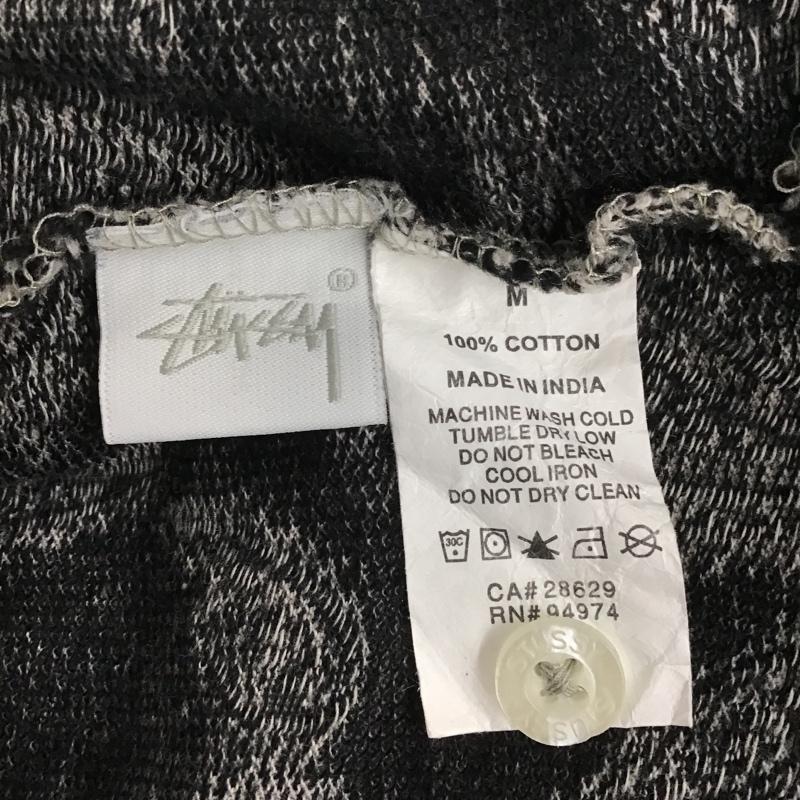 STÜSSY ®
M
100% COTTON
MADE IN INDIA
MACHINE WASH COLD
TUMBLE DRY LOW
DO NOT BLEACH
COOL IRON
DO NOT DRY CLEAN
30C
CA# 28629
RN# 94974